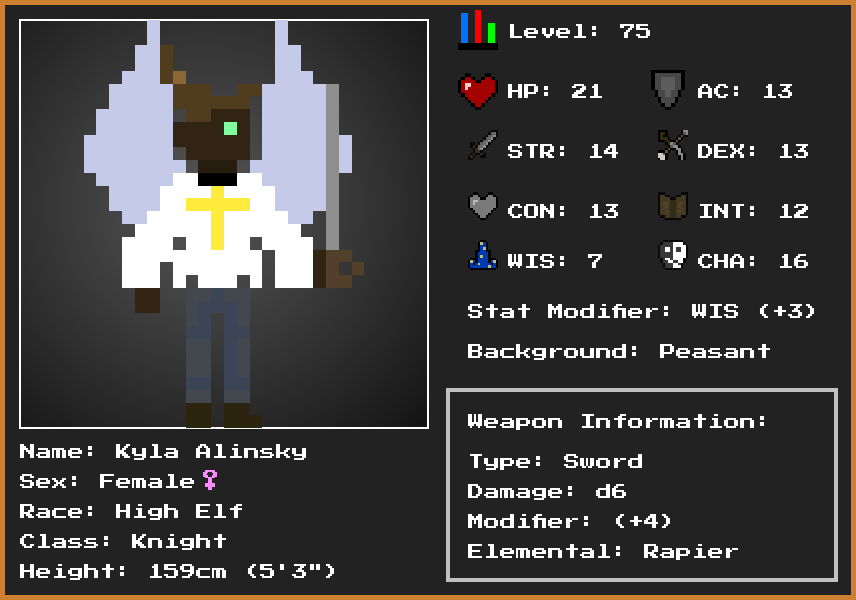 Level: 75
HP: 21
AC: 13
STR: 14
DEX: 13
CON: 13
INT: 12
WIS: 7
CHA: 16
Stat Modifier: WIS (+3)
Background: Peasant
Weapon Information:
Type: Sword
Damage: d6
Modifier: (+4)
Elemental: Rapier
Name: Kyla Alinsky
Sex: Female♀
Race: High Elf
Class: Knight
Height: 159cm (5'3")